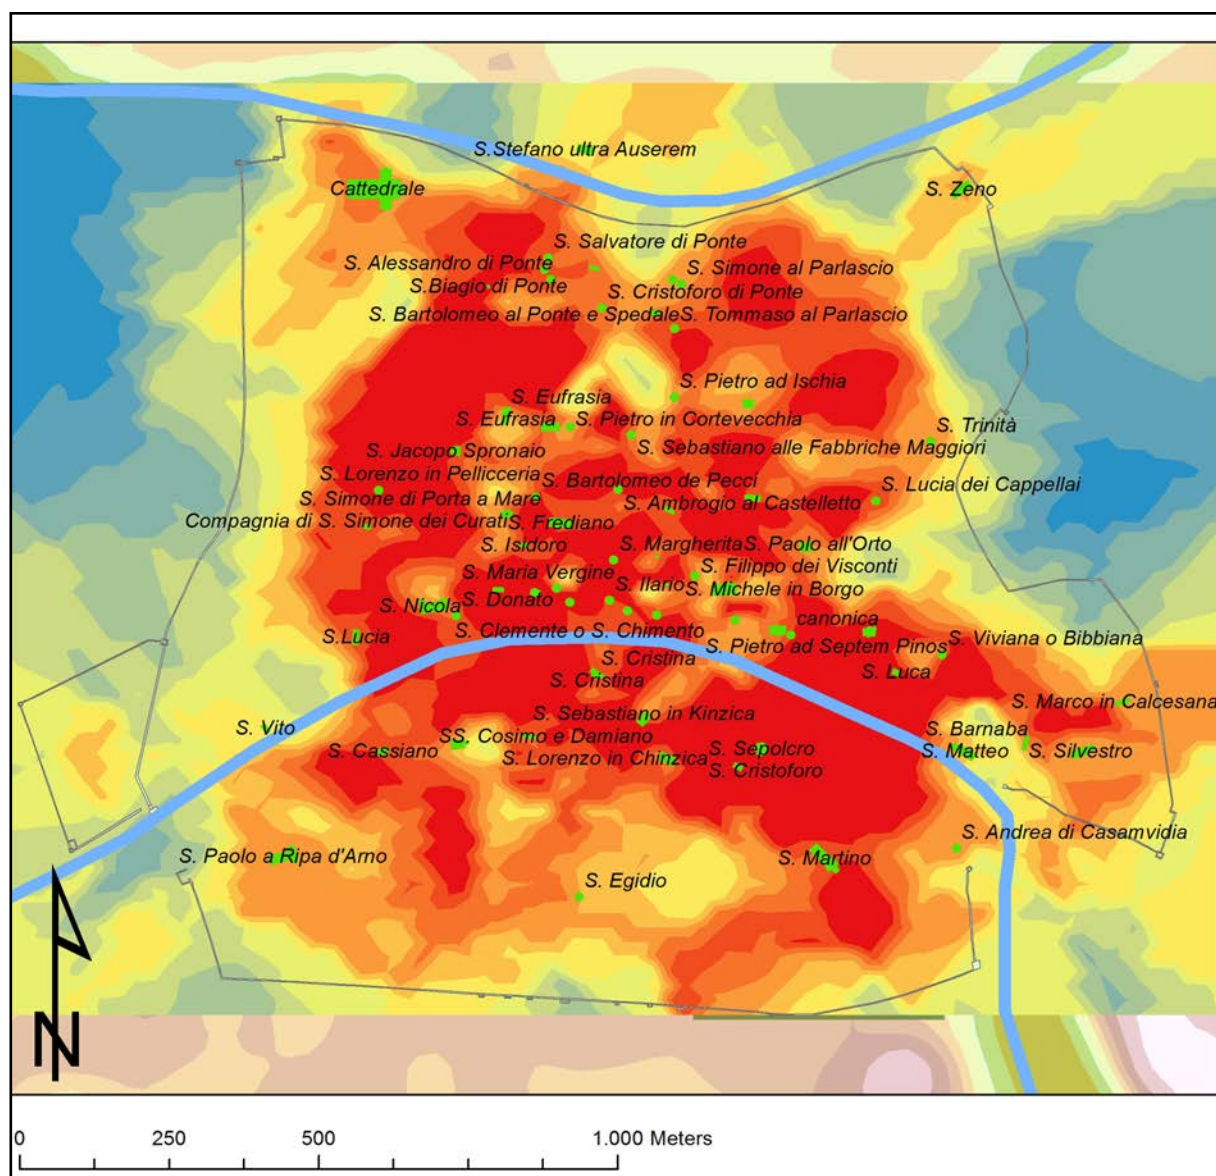 S.Stefano ultra Auserem
Cattedrale
S. Zeno
S. Salvatore di Ponte
S. Alessandro di Ponte
S. Simone al Parlascio
S.Biagio di Ponte
S. Cristoforo di Ponte
S. Bartolomeo al Ponte e Spedale
S. Tommaso al Parlascio
S. Pietro ad Ischia
S. Eufrasia
S. Eufrasia
S. Pietro in Cortevecchia
S. Trinità
S. Jacopo Spronaio
S. Sebastiano alle Fabbriche Maggiori
S. Lorenzo in Pellicceria
S. Bartolomeo de Pecci
S. Lucia dei Cappellai
S. Simone di Porta a Mare
S. Ambrogio al Castelletto
Compagnia di S. Simone dei Curati
S. Frediano
S. Isidoro
S. Margherita
S. Paolo all'Orto
S. Filippo dei Visconti
S. Maria Vergine
S. Ilario
S. Michele in Borgo
S. Nicola
S. Donato
canonica
S.Lucia
S. Clemente o S. Chimento
S. Pietro ad Septem Pinos
S. Viviana o Bibbiana
S. Cristina
S. Cristina
S. Luca
S. Marco in Calcesana
S. Sebastiano in Kinzica
S. Vito
S. Barnaba
SS. Cosimo e Damiano
S. Cassiano
S. Lorenzo in Chinzica
S. Sepolcro
S. Matteo
S. Silvestro
S. Cristoforo
S. Andrea di Casamvidia
S. Paolo a Ripa d'Arno
S. Martino
S. Egidio
N
0 250 500 1.000 Meters